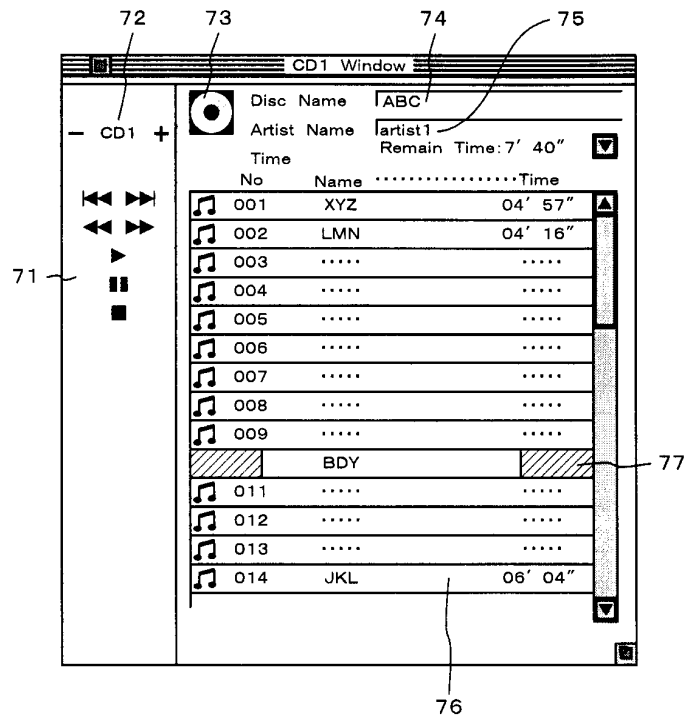 72 73 74 75
CD1 Window
Disc Name ABC
− CD1 +
Artist Name artist1
Remain Time:7′ 40″
Time
No Name ·················Time
001 XYZ 04′ 57″
002 LMN 04′ 16″
003 ····· ·····
71
004 ····· ·····
005 ····· ·····
006 ····· ·····
007 ····· ·····
008 ····· ·····
009 ····· ·····
BDY 77
011 ····· ·····
012 ····· ·····
013 ····· ·····
014 JKL 06′ 04″
76